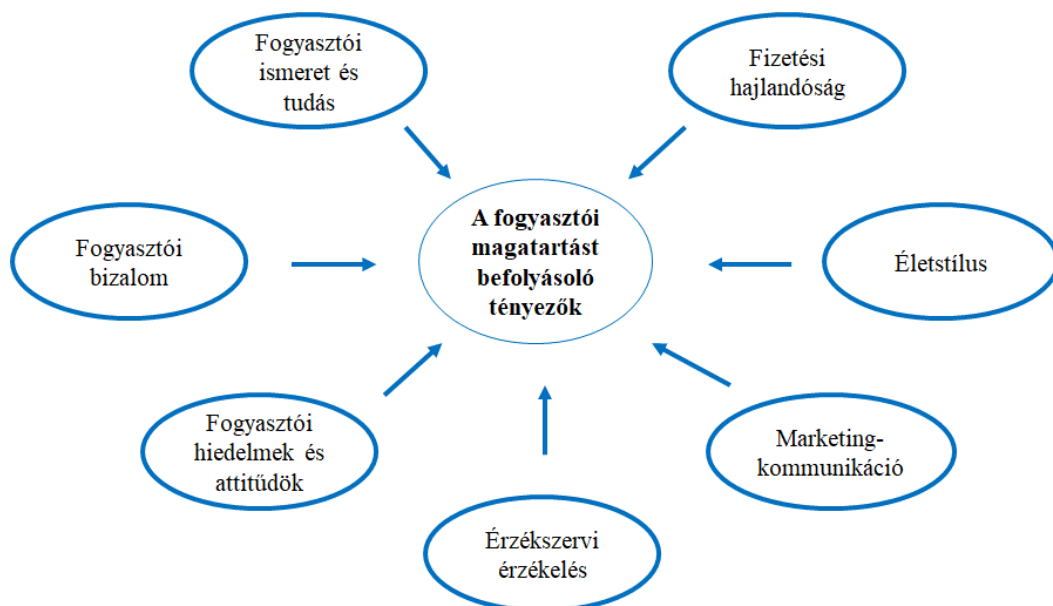 Fogyasztói
ismeret és
tudás
Fizetési
hajlandóság
Fogyasztói
bizalom
A fogyasztói
magatartást
befolyásoló
tényezők
Életstílus
Fogyasztói
hiedelmek és
attitűdök
Marketing-
kommunikáció
Érzékszervi
érzékelés